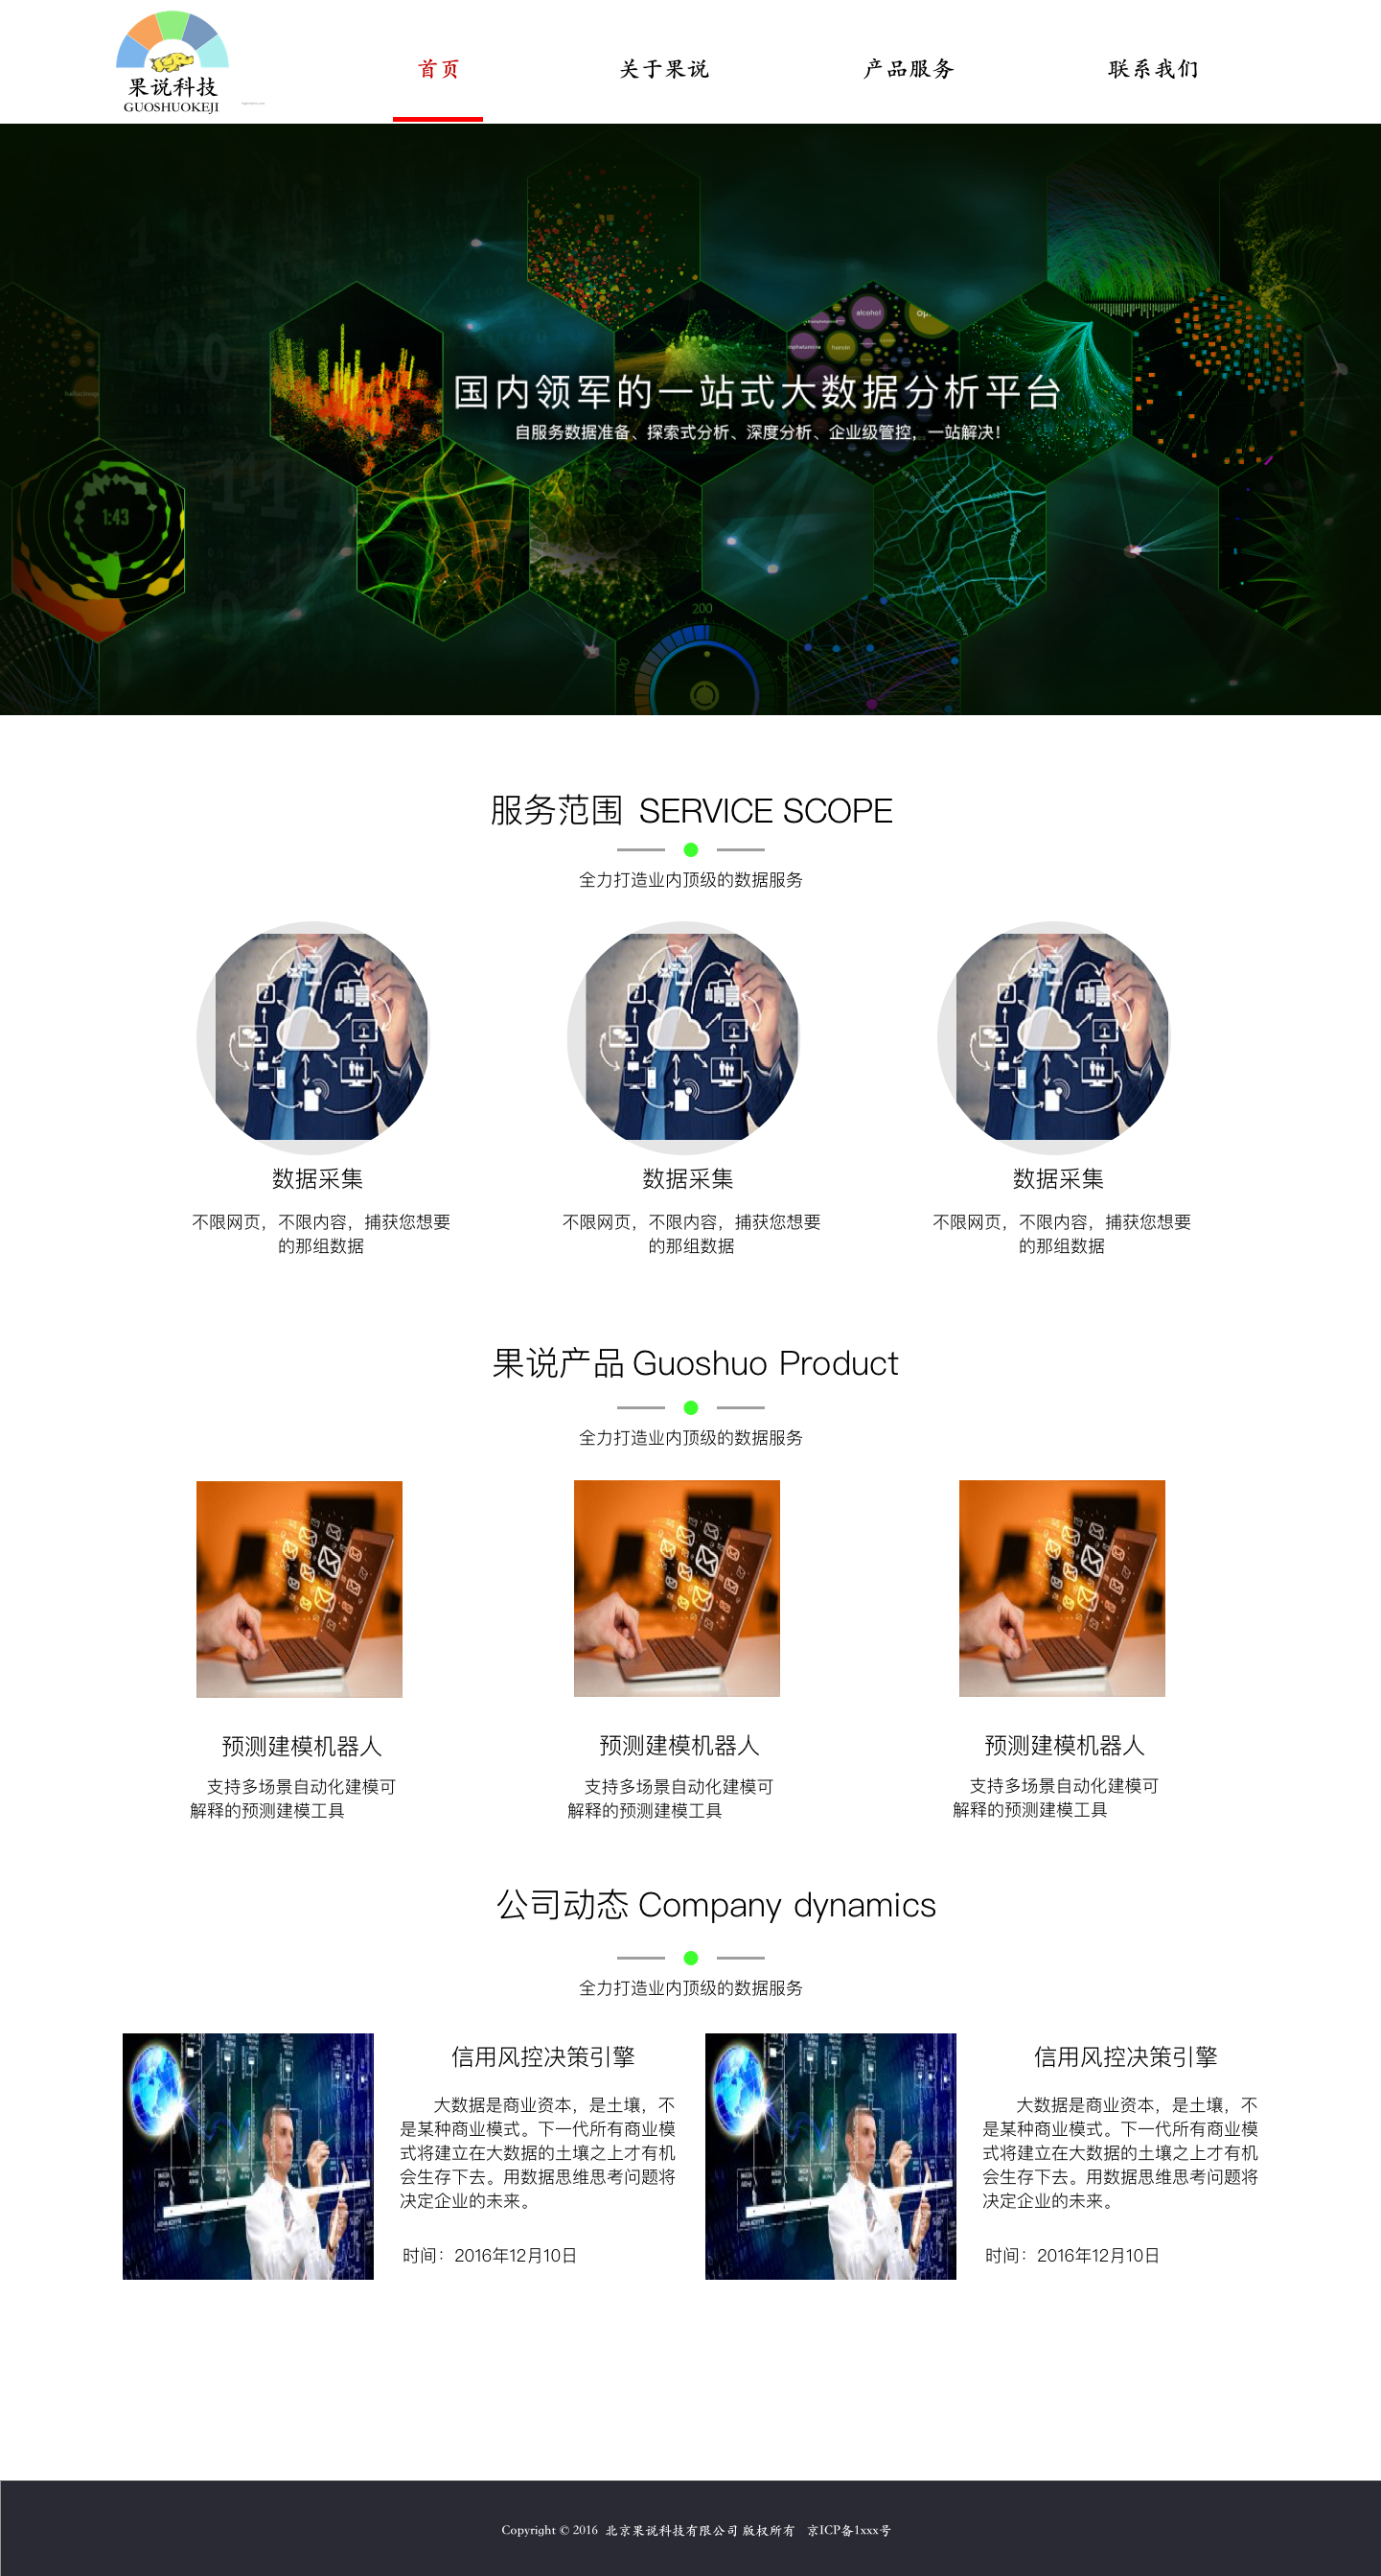 果说科技
GUOSHUOKEJI
首页
关于果说
产品服务
联系我们
alcohol
heroin
1:43
国内领军的一站式大数据分析平台
自服务数据准备、探索式分析、深度分析、企业级管控，一站解决！
200
100
服务范围 SERVICE SCOPE
全力打造业内顶级的数据服务
数据采集
不限网页，不限内容，捕获您想要
的那组数据
数据采集
不限网页，不限内容，捕获您想要
的那组数据
数据采集
不限网页，不限内容，捕获您想要
的那组数据
果说产品 Guoshuo Product
全力打造业内顶级的数据服务
预测建模机器人
支持多场景自动化建模可
解释的预测建模工具
预测建模机器人
支持多场景自动化建模可
解释的预测建模工具
预测建模机器人
支持多场景自动化建模可
解释的预测建模工具
公司动态 Company dynamics
全力打造业内顶级的数据服务
信用风控决策引擎
大数据是商业资本，是土壤，不
是某种商业模式。下一代所有商业模
式将建立在大数据的土壤之上才有机
会生存下去。用数据思维思考问题将
决定企业的未来。
时间：2016年12月10日
信用风控决策引擎
大数据是商业资本，是土壤，不
是某种商业模式。下一代所有商业模
式将建立在大数据的土壤之上才有机
会生存下去。用数据思维思考问题将
决定企业的未来。
时间：2016年12月10日
Copyright © 2016 北京果说科技有限公司 版权所有 京ICP备1xxx号